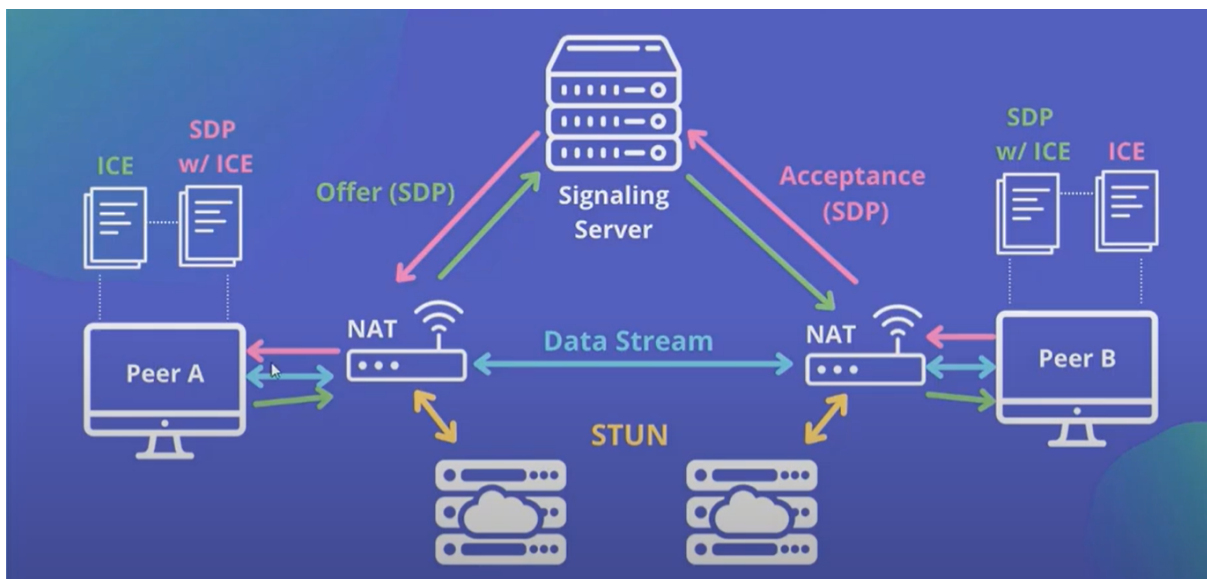 SDP
w/ ICE
ICE
Offer (SDP)
Signaling
Server
Acceptance
(SDP)
SDP
w/ ICE
ICE
NAT
Data Stream
NAT
Peer A
Peer B
STUN